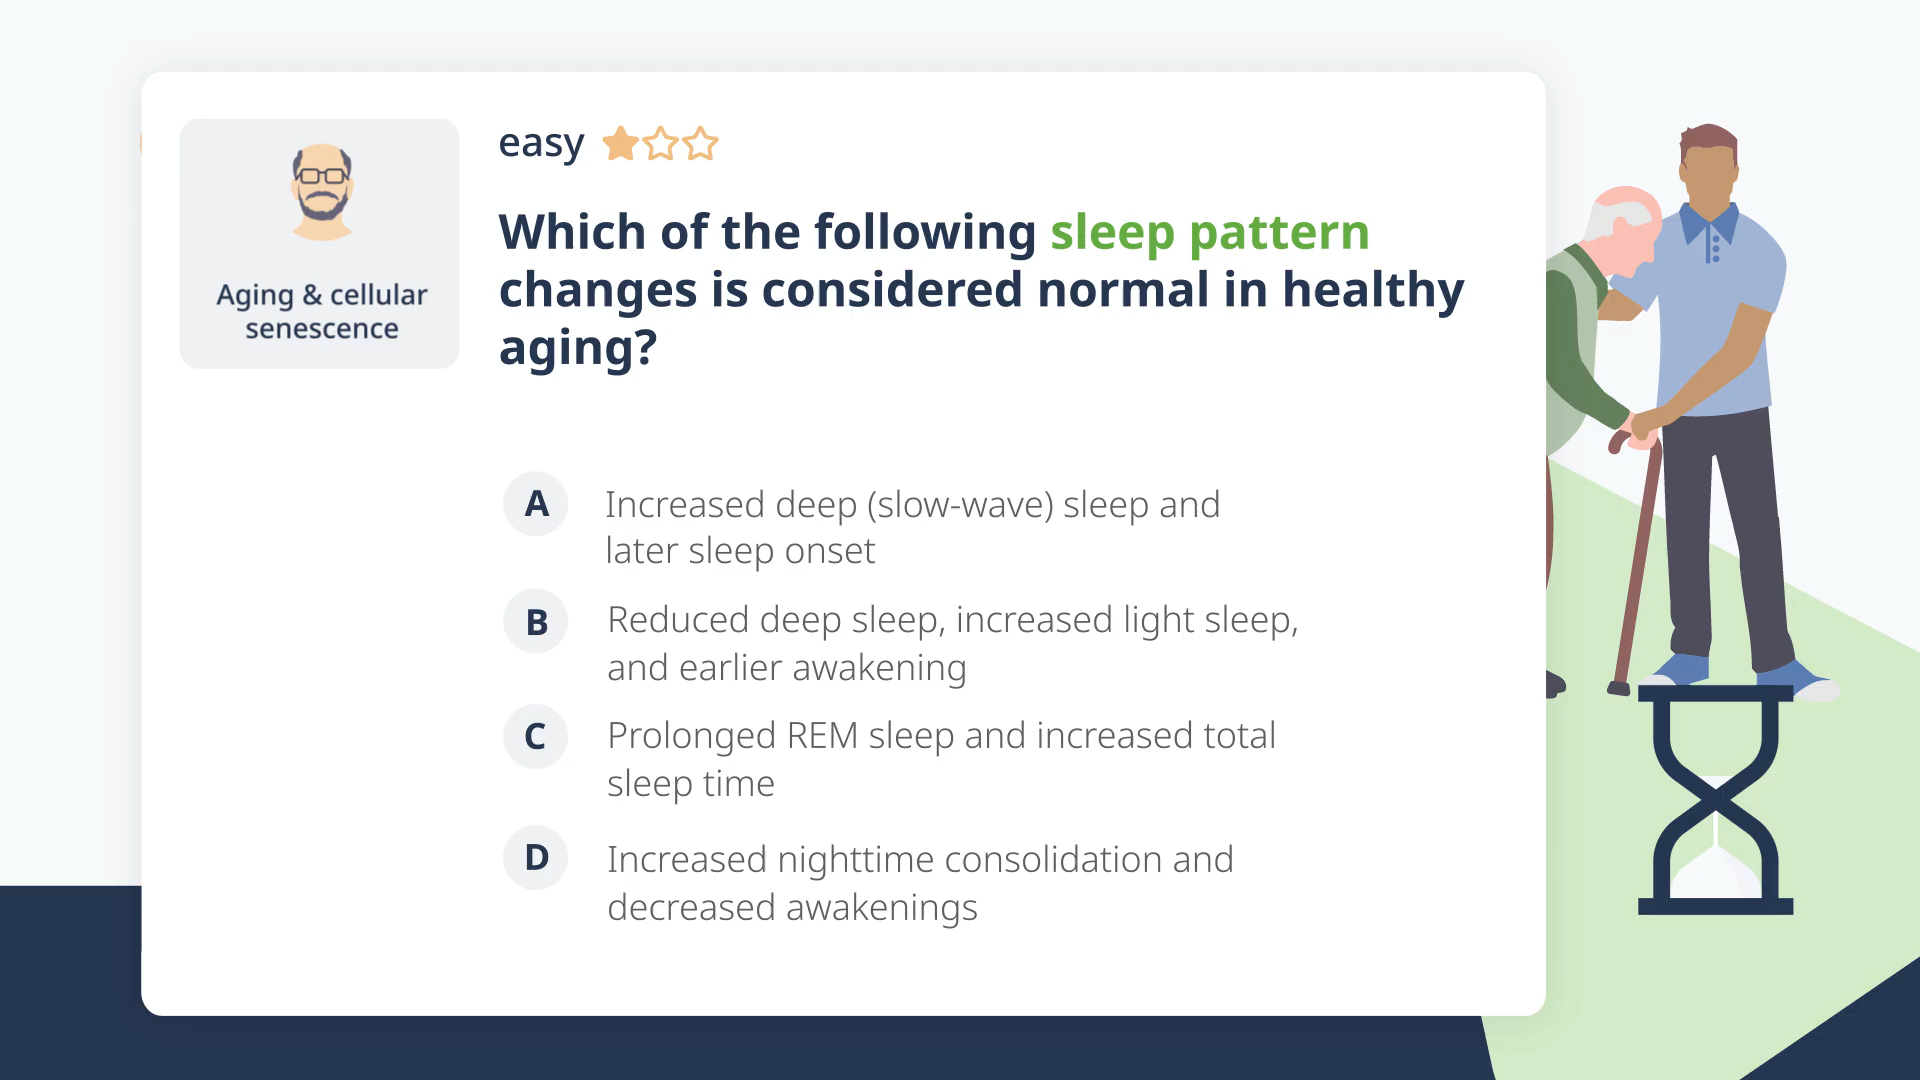 Aging & cellular
senescence
easy
Which of the following sleep pattern
changes is considered normal in healthy
aging?
A
Increased deep (slow-wave) sleep and
later sleep onset
B
Reduced deep sleep, increased light sleep,
and earlier awakening
C
Prolonged REM sleep and increased total
sleep time
D
Increased nighttime consolidation and
decreased awakenings